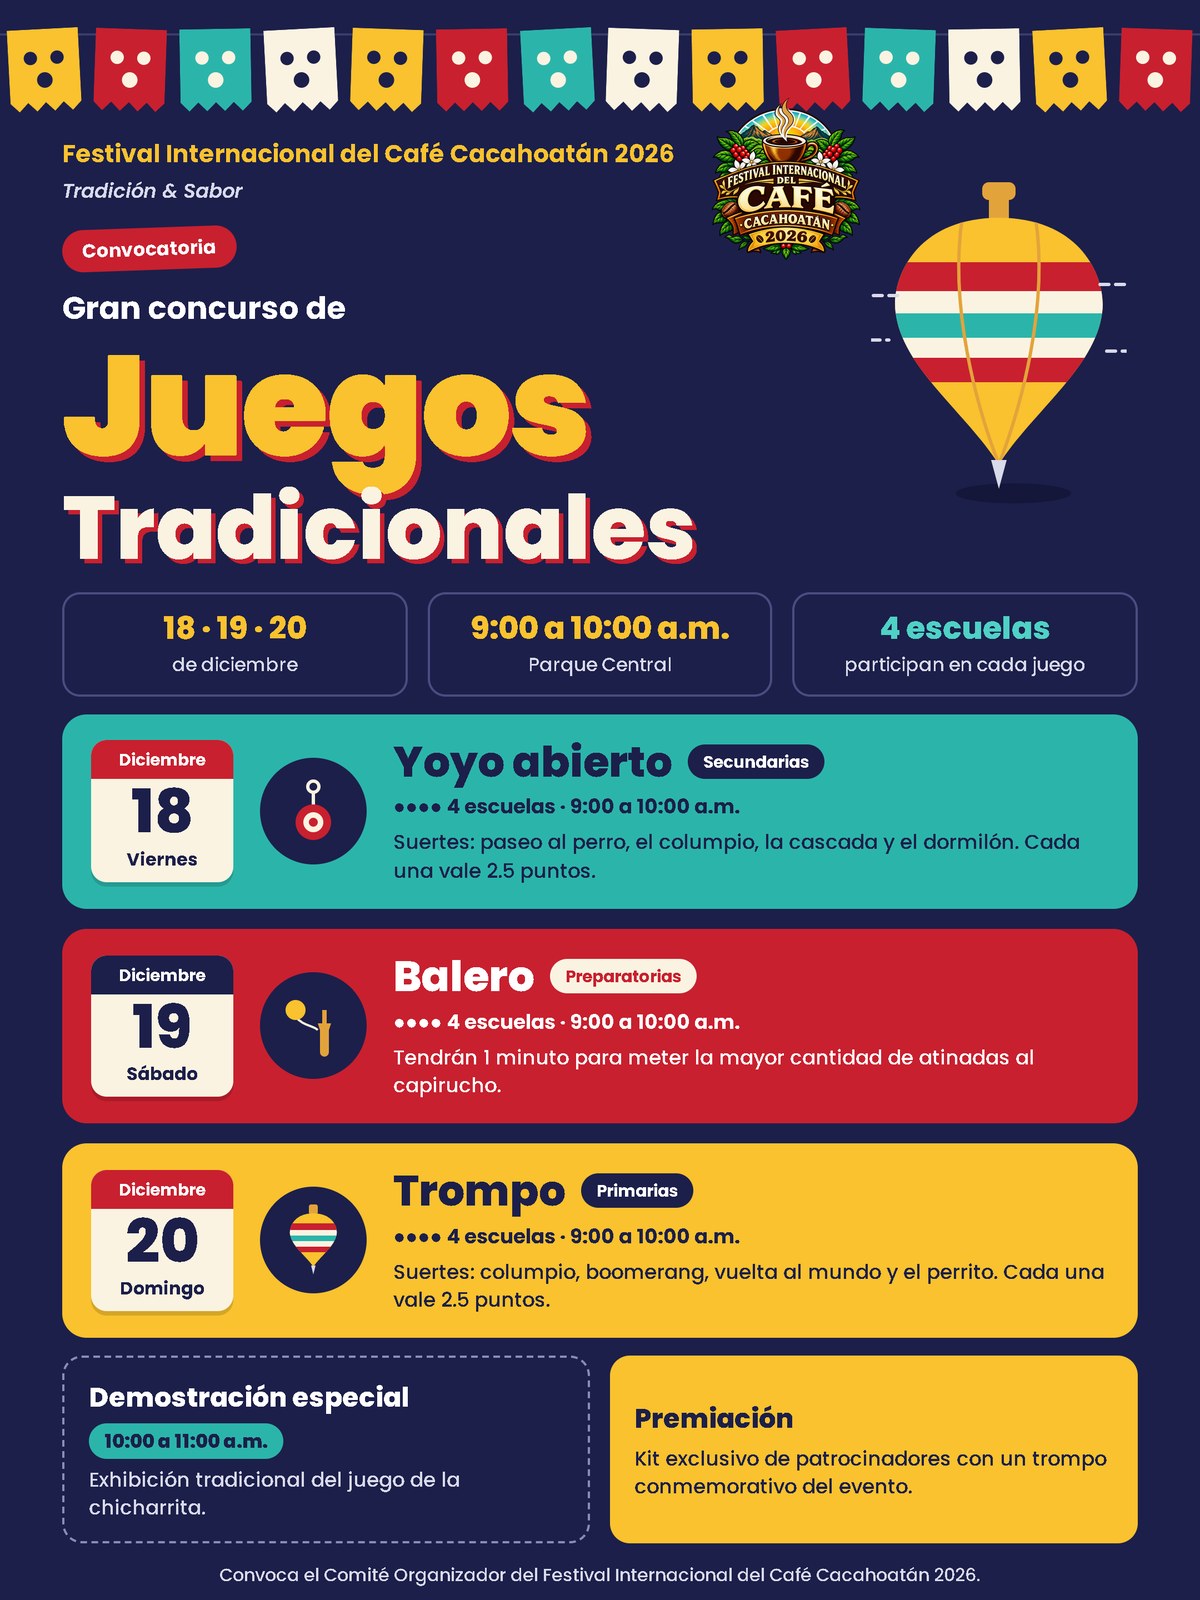 Festival Internacional del Café Cacahoatán 2026
Tradición & Sabor
FESTIVAL INTERNACIONAL
DEL
CAFÉ
CACAHOATÁN
2026
Convocatoria
Gran concurso de
Juegos
Tradicionales
18 · 19 · 20
de diciembre
9:00 a 10:00 a.m.
Parque Central
4 escuelas
participan en cada juego
Diciembre
18
Viernes
Yoyo abierto
Secundarias
•••• 4 escuelas · 9:00 a 10:00 a.m.
Suertes: paseo al perro, el columpio, la cascada y el dormilón. Cada
una vale 2.5 puntos.
Diciembre
19
Sábado
Balero
Preparatorias
•••• 4 escuelas · 9:00 a 10:00 a.m.
Tendrán 1 minuto para meter la mayor cantidad de atinadas al
capirucho.
Diciembre
20
Domingo
Trompo
Primarias
•••• 4 escuelas · 9:00 a 10:00 a.m.
Suertes: columpio, boomerang, vuelta al mundo y el perrito. Cada una
vale 2.5 puntos.
Demostración especial
10:00 a 11:00 a.m.
Exhibición tradicional del juego de la
chicharrita.
Premiación
Kit exclusivo de patrocinadores con un trompo
conmemorativo del evento.
Convoca el Comité Organizador del Festival Internacional del Café Cacahoatán 2026.